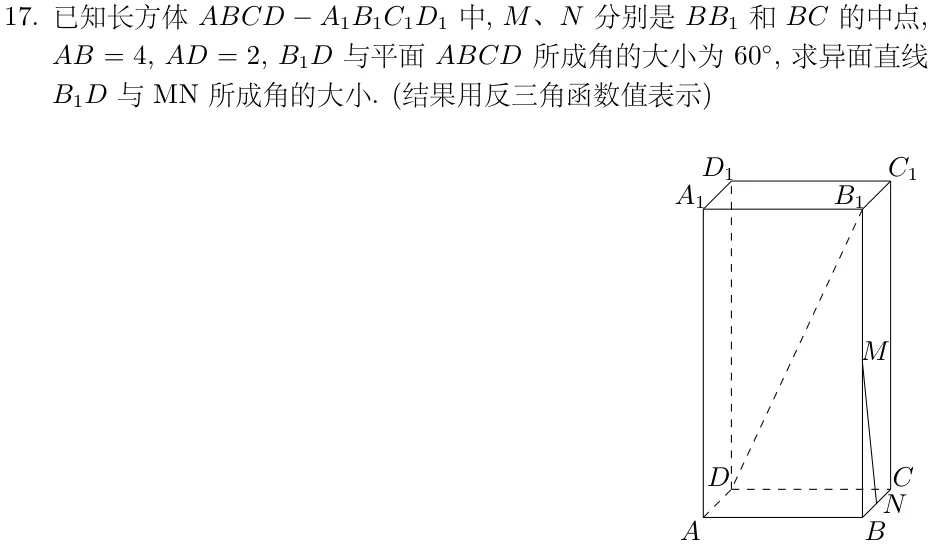 17. 已知长方体 ABCD − A₁B₁C₁D₁ 中, M、N 分别是 BB₁ 和 BC 的中点,
AB = 4, AD = 2, B₁D 与平面 ABCD 所成角的大小为 60°, 求异面直线
B₁D 与 MN 所成角的大小. (结果用反三角函数值表示)
D₁ C₁
A₁ B₁
M
D C
N
A B